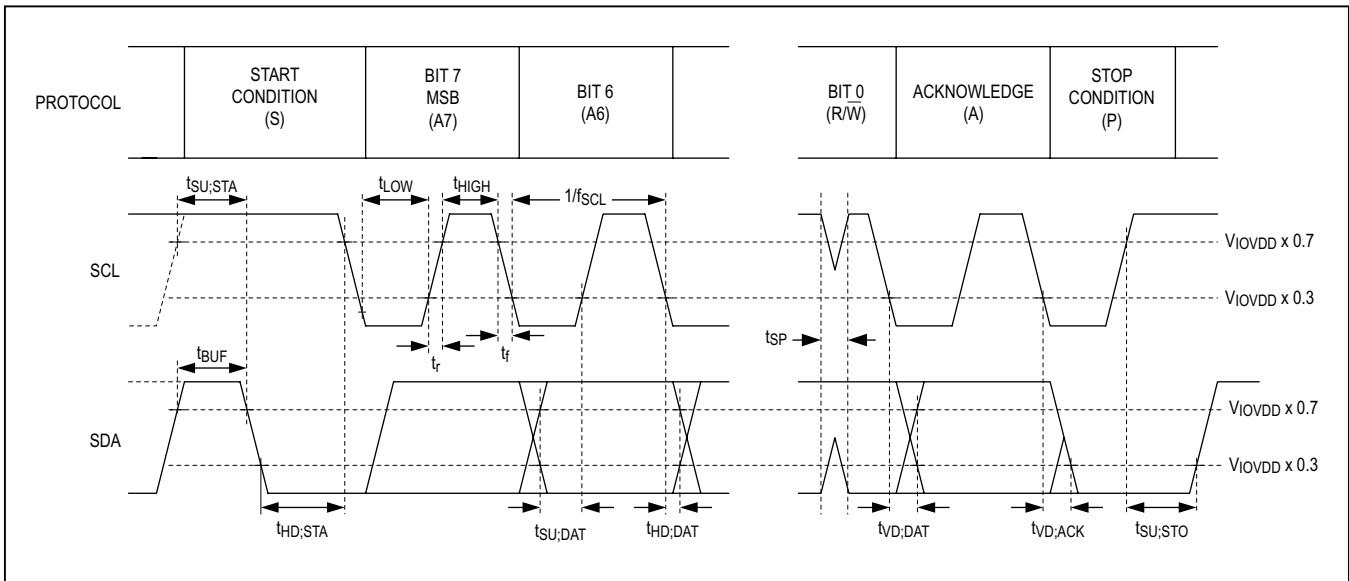 PROTOCOL
START
CONDITION
(S)
BIT 7
MSB
(A7)
BIT 6
(A6)
BIT 0
(R/W̅)
ACKNOWLEDGE
(A)
STOP
CONDITION
(P)
tSU;STA
tLOW
tHIGH
1/fSCL
SCL
VIOVDD x 0.7
VIOVDD x 0.3
tr
tf
tSP
tBUF
SDA
VIOVDD x 0.7
VIOVDD x 0.3
tHD;STA
tSU;DAT
tHD;DAT
tVD;DAT
tVD;ACK
tSU;STO